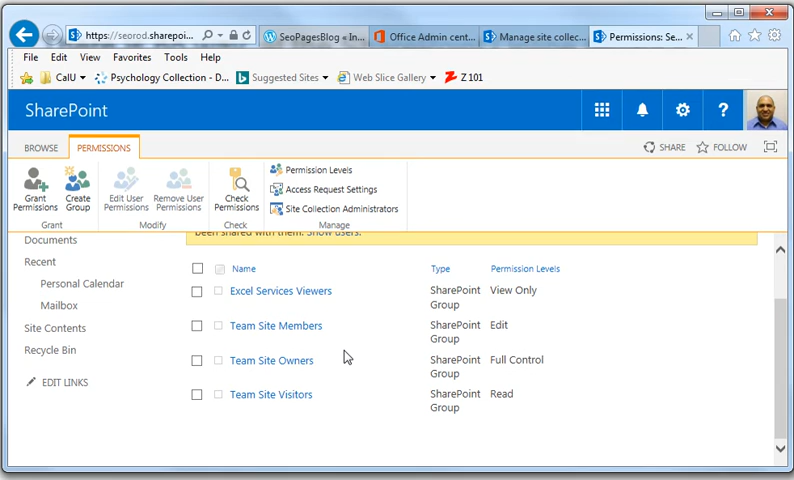 https://seorod.sharepoi...
SeoPagesBlog « In...
Office Admin cent...
Manage site collec...
Permissions: Se...
File Edit View Favorites Tools Help
CalU
Psychology Collection - D...
Suggested Sites
Web Slice Gallery
Z 101
SharePoint
BROWSE PERMISSIONS
SHARE FOLLOW
Grant Permissions
Create Group
Edit User Permissions
Remove User Permissions
Check Permissions
Permission Levels
Access Request Settings
Site Collection Administrators
Grant Modify Check Manage
been shared with them. Show users.
Documents
Recent
Personal Calendar
Mailbox
Site Contents
Recycle Bin
EDIT LINKS
Name Type Permission Levels
Excel Services Viewers SharePoint Group View Only
Team Site Members SharePoint Group Edit
Team Site Owners SharePoint Group Full Control
Team Site Visitors SharePoint Group Read